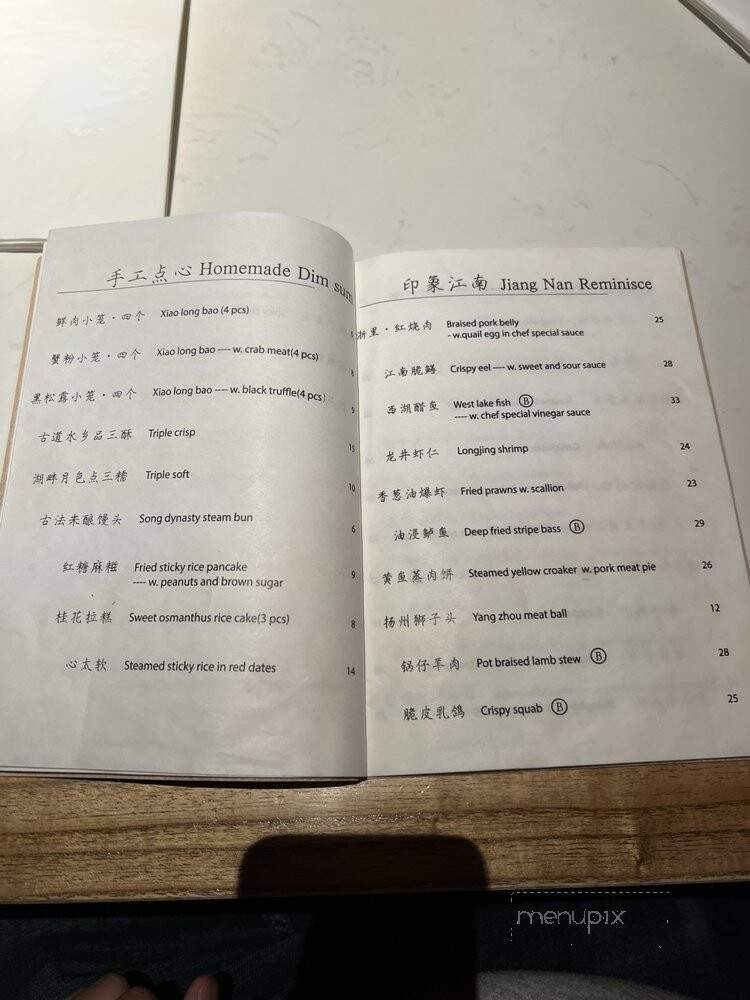 手工点心 Homemade Dim sum
鲜肉小笼·四个 Xiao long bao (4 pcs)
蟹粉小笼·四个 Xiao long bao ---- w. crab meat(4 pcs) 8
黑松露小笼·四个 Xiao long bao ---- w. black truffle(4 pcs) 9
古道水乡品三酥 Triple crisp 15
湖畔月色点三糯 Triple soft 10
古法米酿馒头 Song dynasty steam bun 6
红糖麻糍 Fried sticky rice pancake 9
---- w. peanuts and brown sugar
桂花拉糕 Sweet osmanthus rice cake(3 pcs) 8
心太软 Steamed sticky rice in red dates 14
印象江南 Jiang Nan Reminisce
浙里·红烧肉 Braised pork belly 25
- w.quail egg in chef special sauce
江南脆鳝 Crispy eel ---- w. sweet and sour sauce 28
西湖醋鱼 West lake fish Ⓑ 33
---- w. chef special vinegar sauce
龙井虾仁 Longjing shrimp 24
香葱油爆虾 Fried prawns w. scallion 23
油浸鲈鱼 Deep fried stripe bass Ⓑ 29
黄鱼蒸肉饼 Steamed yellow croaker w. pork meat pie 26
扬州狮子头 Yang zhou meat ball 12
锅仔羊肉 Pot braised lamb stew Ⓑ 28
脆皮乳鸽 Crispy squab Ⓑ 25
menupix